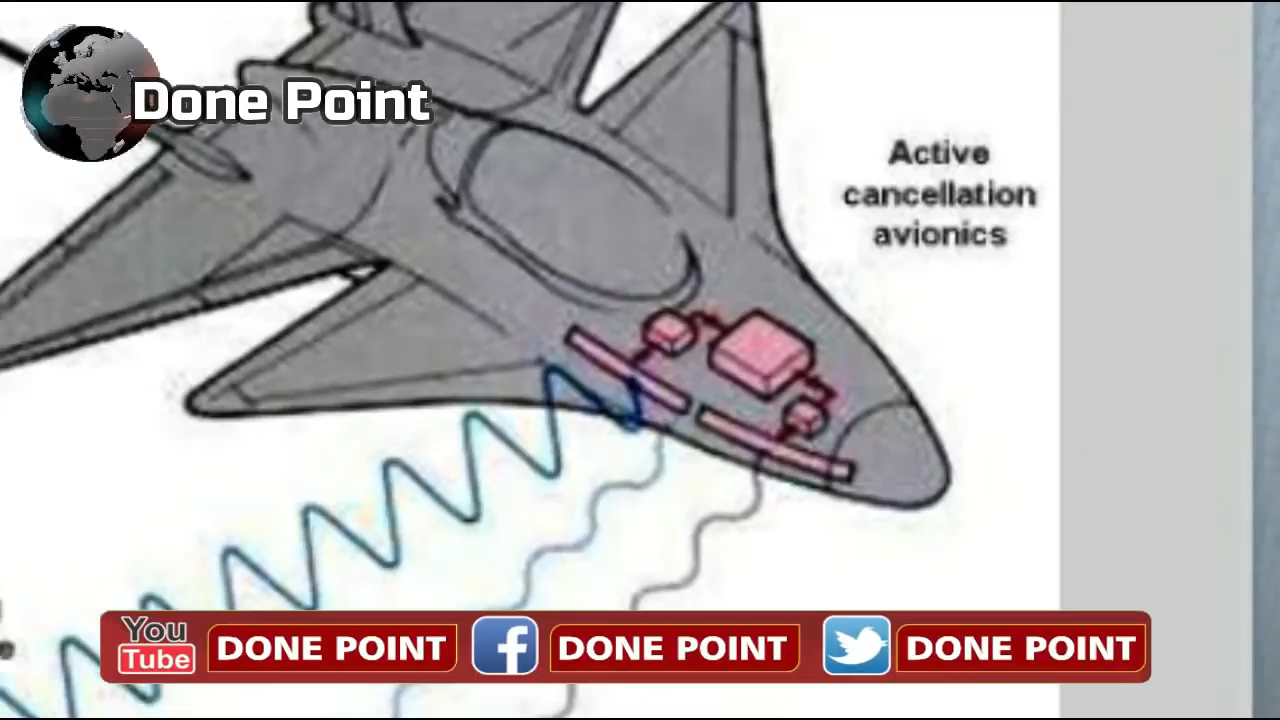 Done Point
Active
cancellation
avionics
You
Tube
DONE POINT
f
DONE POINT
DONE POINT